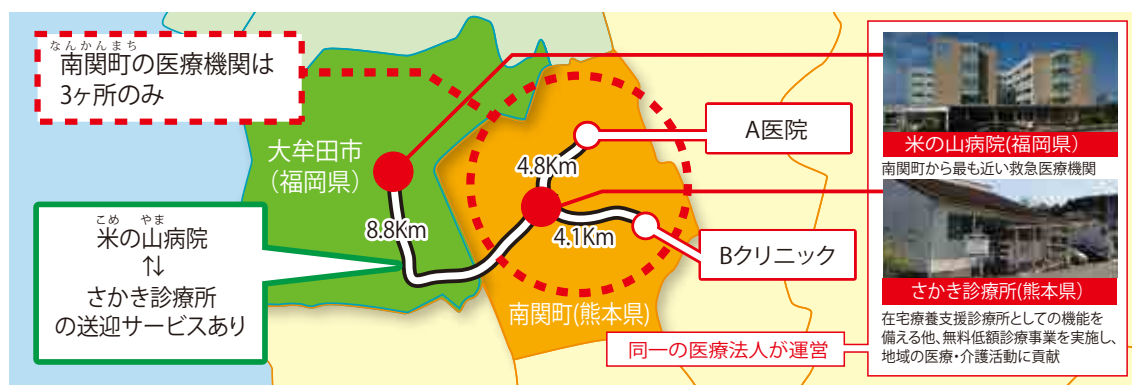 なんかんまち
南関町の医療機関は
3ヶ所のみ
大牟田市
(福岡県)
8.8Km
4.8Km
4.1Km
A医院
Bクリニック
こめ やま
米の山病院
⇅
さかき診療所
の送迎サービスあり
南関町(熊本県)
同一の医療法人が運営
米の山病院(福岡県)
南関町から最も近い救急医療機関
さかき診療所(熊本県)
在宅療養支援診療所としての機能を
備える他、無料低額診療事業を実施し、
地域の医療・介護活動に貢献